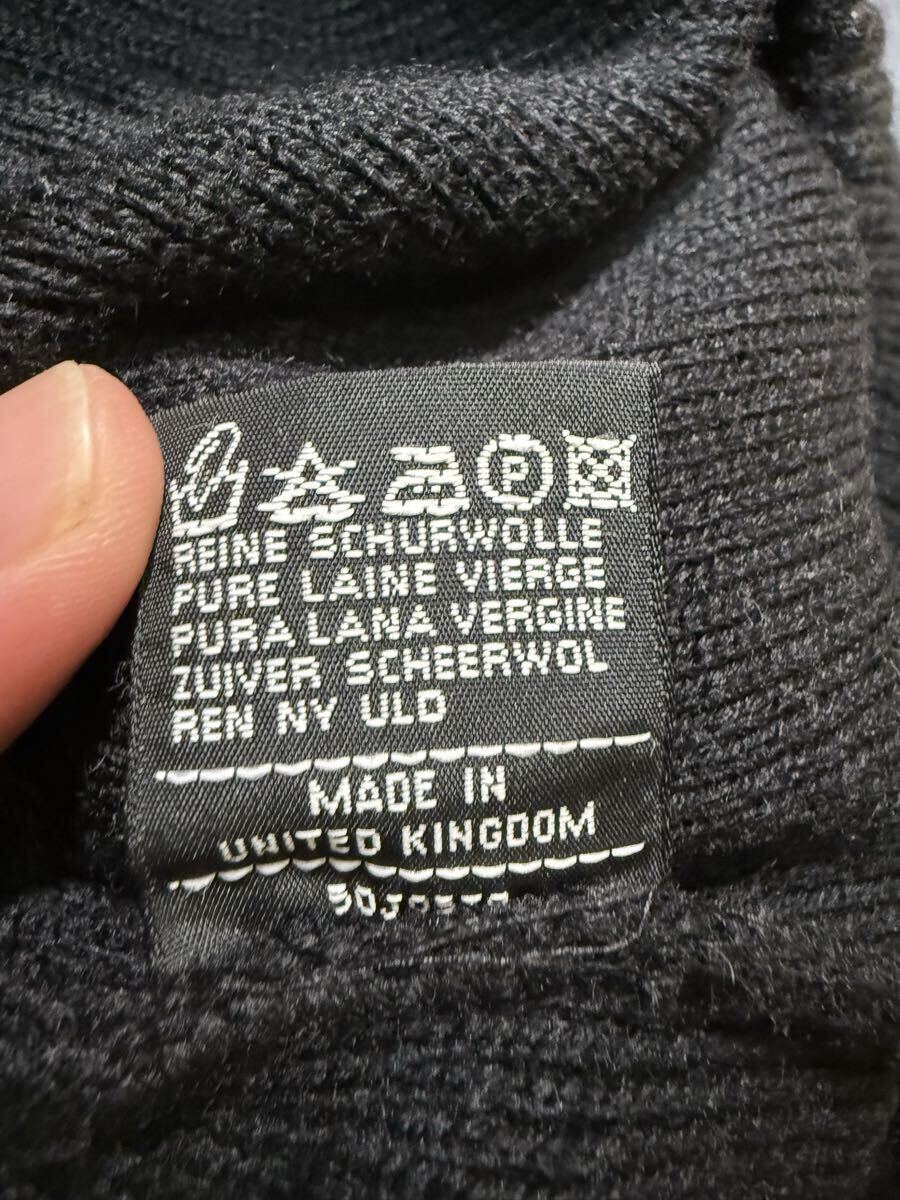 P
REINE SCHURWOLLE
PURE LAINE VIERGE
PURA LANA VERGINE
ZUIVER SCHEERWOL
REN NY ULD
MADE IN
UNITED KINGDOM